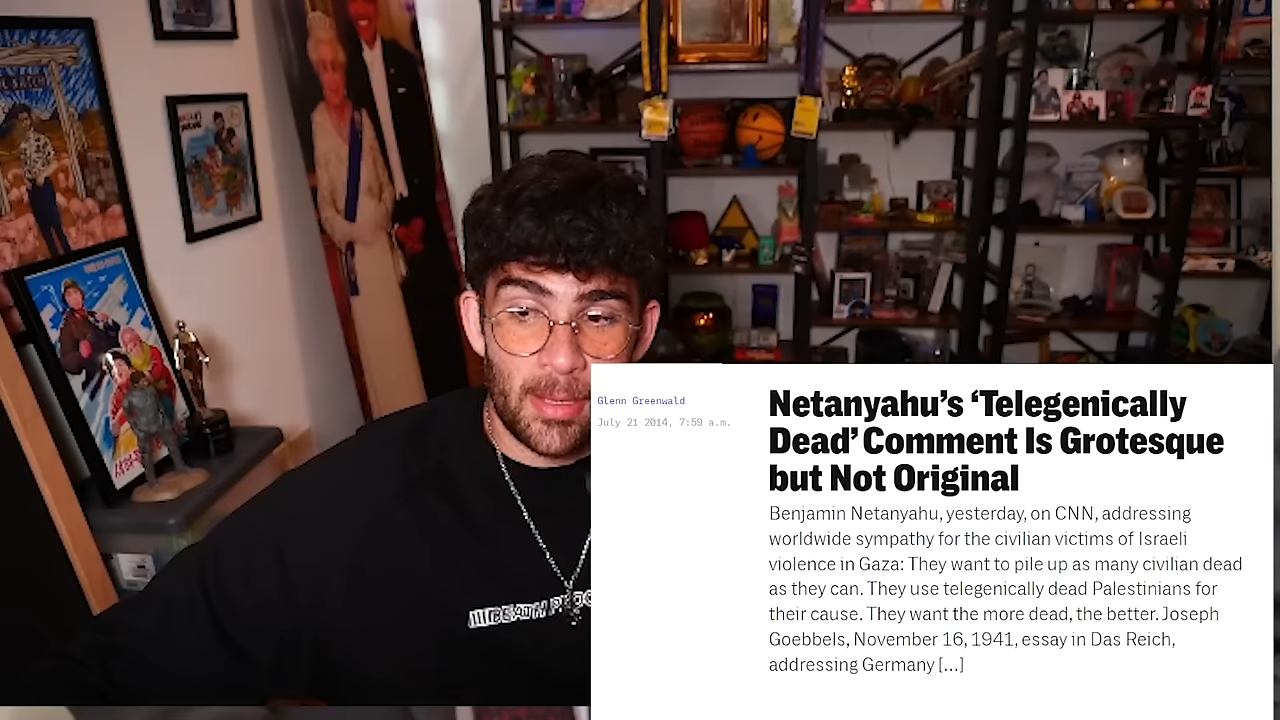 Glenn Greenwald
July 21 2014, 7:59 a.m.
Netanyahu’s ‘Telegenically
Dead’ Comment Is Grotesque
but Not Original
Benjamin Netanyahu, yesterday, on CNN, addressing
worldwide sympathy for the civilian victims of Israeli
violence in Gaza: They want to pile up as many civilian dead
as they can. They use telegenically dead Palestinians for
their cause. They want the more dead, the better. Joseph
Goebbels, November 16, 1941, essay in Das Reich,
addressing Germany [...]